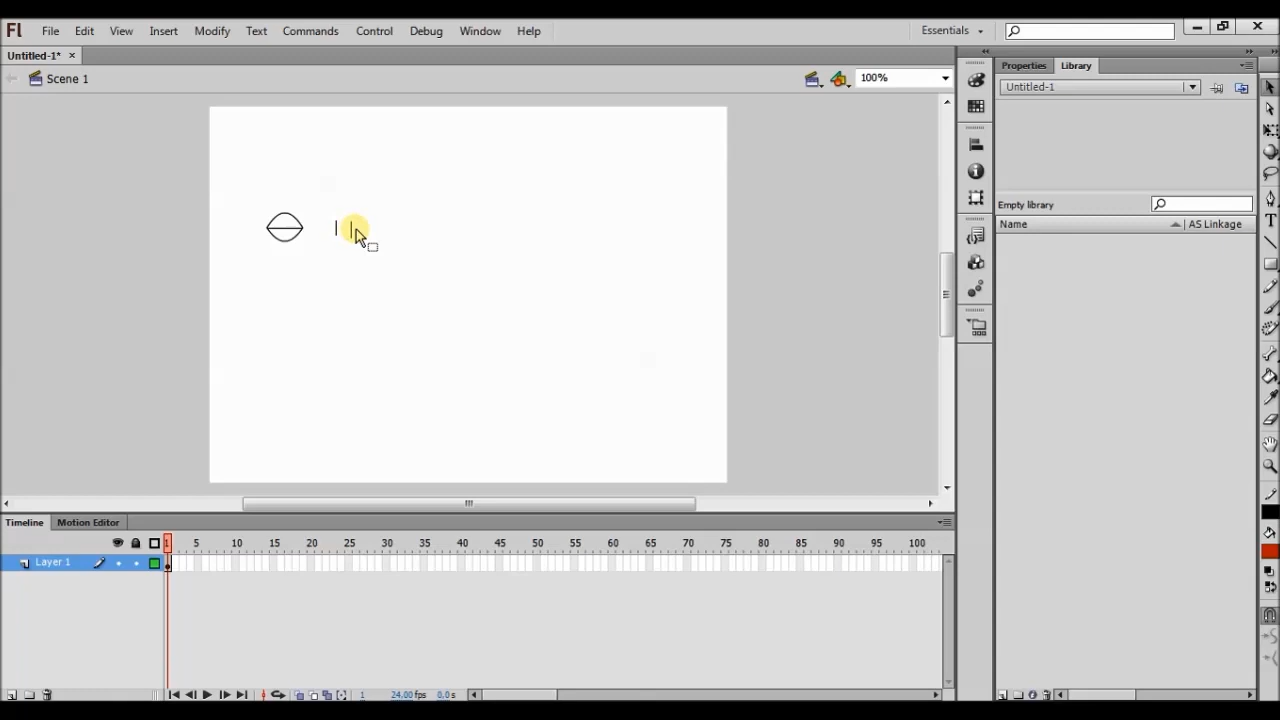 Fl File Edit View Insert Modify Text Commands Control Debug Window Help Essentials
Untitled-1* ×
Scene 1 100%
Properties Library
Untitled-1
Empty library
Name AS Linkage
Timeline Motion Editor
1 5 10 15 20 25 30 35 40 45 50 55 60 65 70 75 80 85 90 95 100
Layer 1
1 24.00 fps 0.0 s